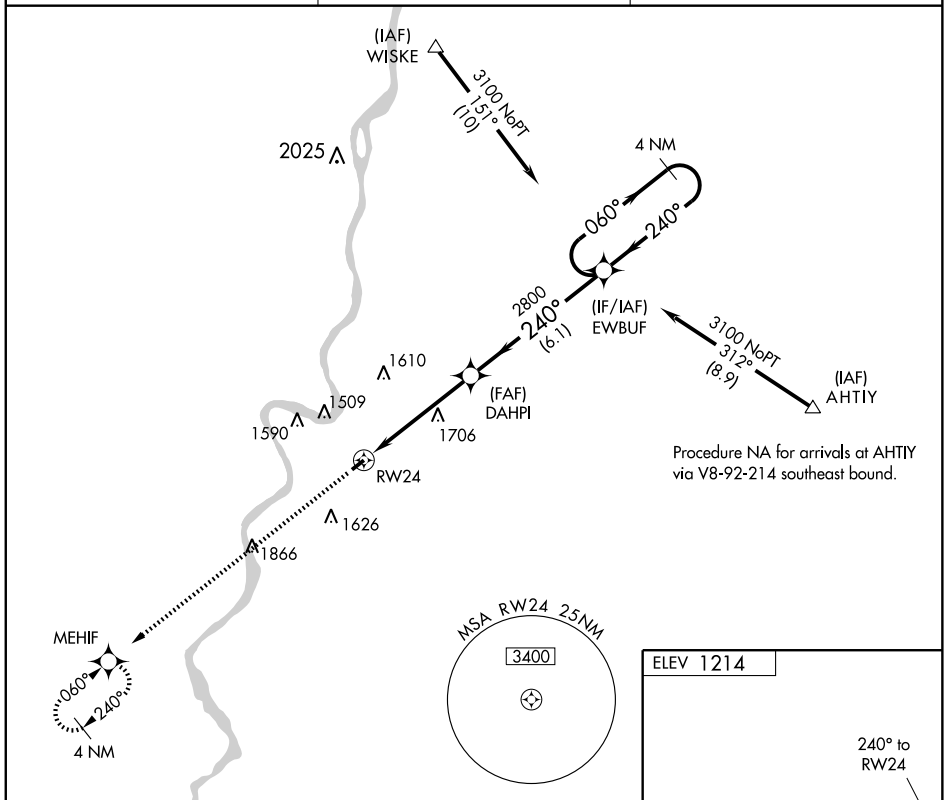 (IAF)
WISKE
3100 NoPT
151°
(10)
2025
4 NM
060°
240°
(IF/IAF)
EWBUF
2800
240°
(6.1)
3100 NoPT
312°
(8.9)
(IAF)
AHTIY
1610
(FAF)
DAHPI
1509
1590
1706
Procedure NA for arrivals at AHTIY
via V8-92-214 southeast bound.
RW24
1626
1866
MEHIF
060°
240°
4 NM
MSA RW24 25NM
3400
ELEV 1214
240° to
RW24